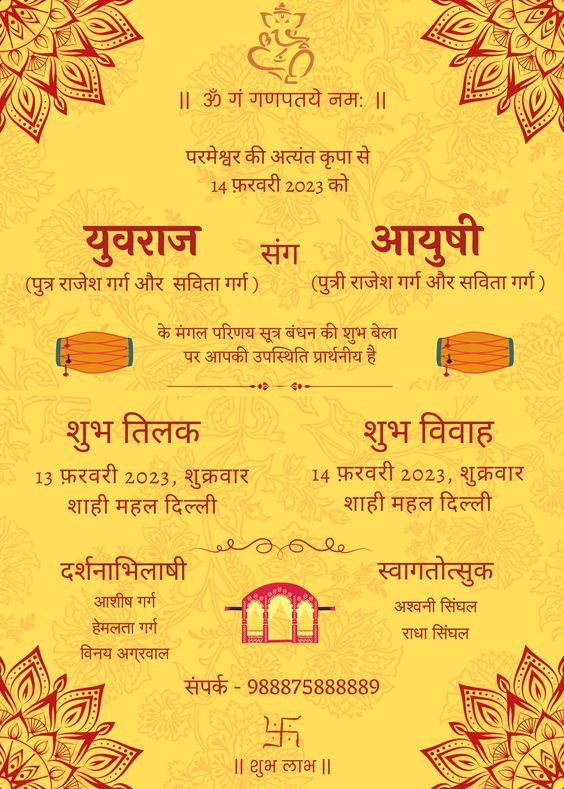 || ॐ गं गणपतये नम: ||
परमेश्वर की अत्यंत कृपा से
14 फ़रवरी 2023 को
युवराज
(पुत्र राजेश गर्ग और सविता गर्ग )
संग
आयुषी
(पुत्री राजेश गर्ग और सविता गर्ग )
के मंगल परिणय सूत्र बंधन की शुभ बेला
पर आपकी उपस्थिति प्रार्थनीय है
शुभ तिलक
13 फ़रवरी 2023, शुक्रवार
शाही महल दिल्ली
शुभ विवाह
14 फ़रवरी 2023, शुक्रवार
शाही महल दिल्ली
दर्शनाभिलाषी
आशीष गर्ग
हेमलता गर्ग
विनय अग्रवाल
स्वागतोत्सुक
अश्वनी सिंघल
राधा सिंघल
संपर्क - 988875888889
|| शुभ लाभ ||